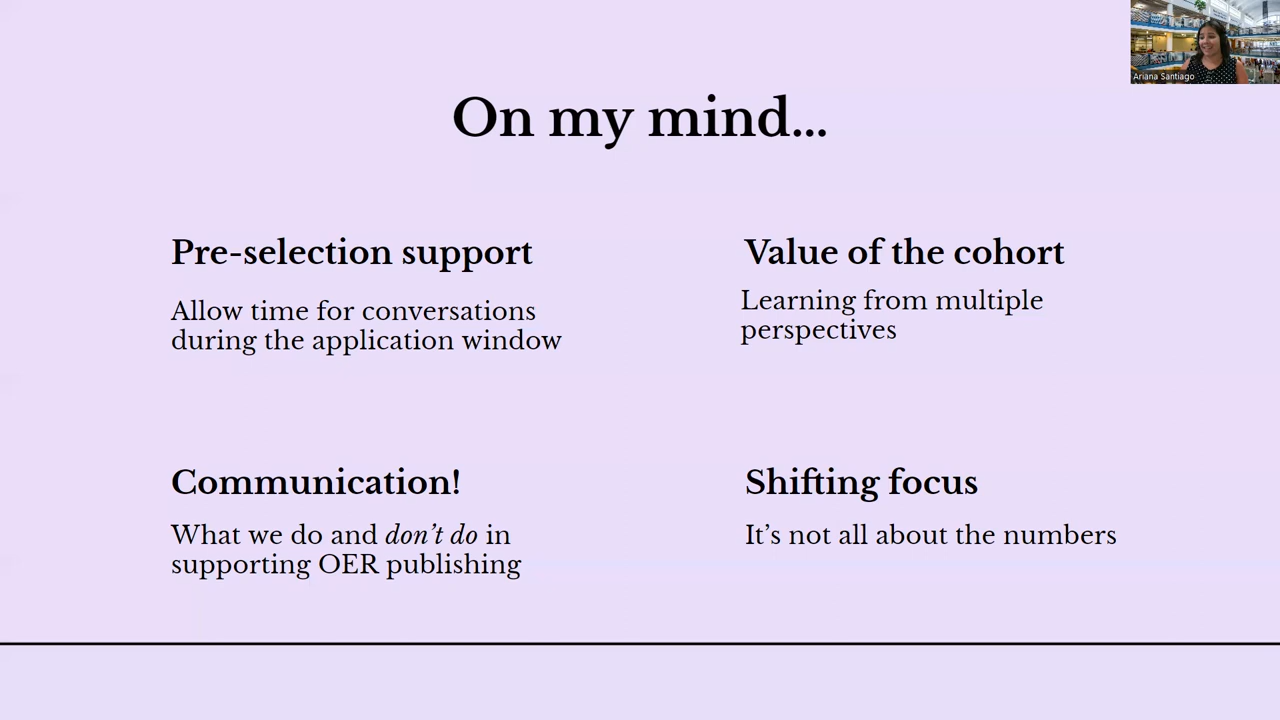 Ariana Santiago
On my mind...
Pre-selection support
Allow time for conversations
during the application window
Value of the cohort
Learning from multiple
perspectives
Communication!
What we do and don’t do in
supporting OER publishing
Shifting focus
It’s not all about the numbers